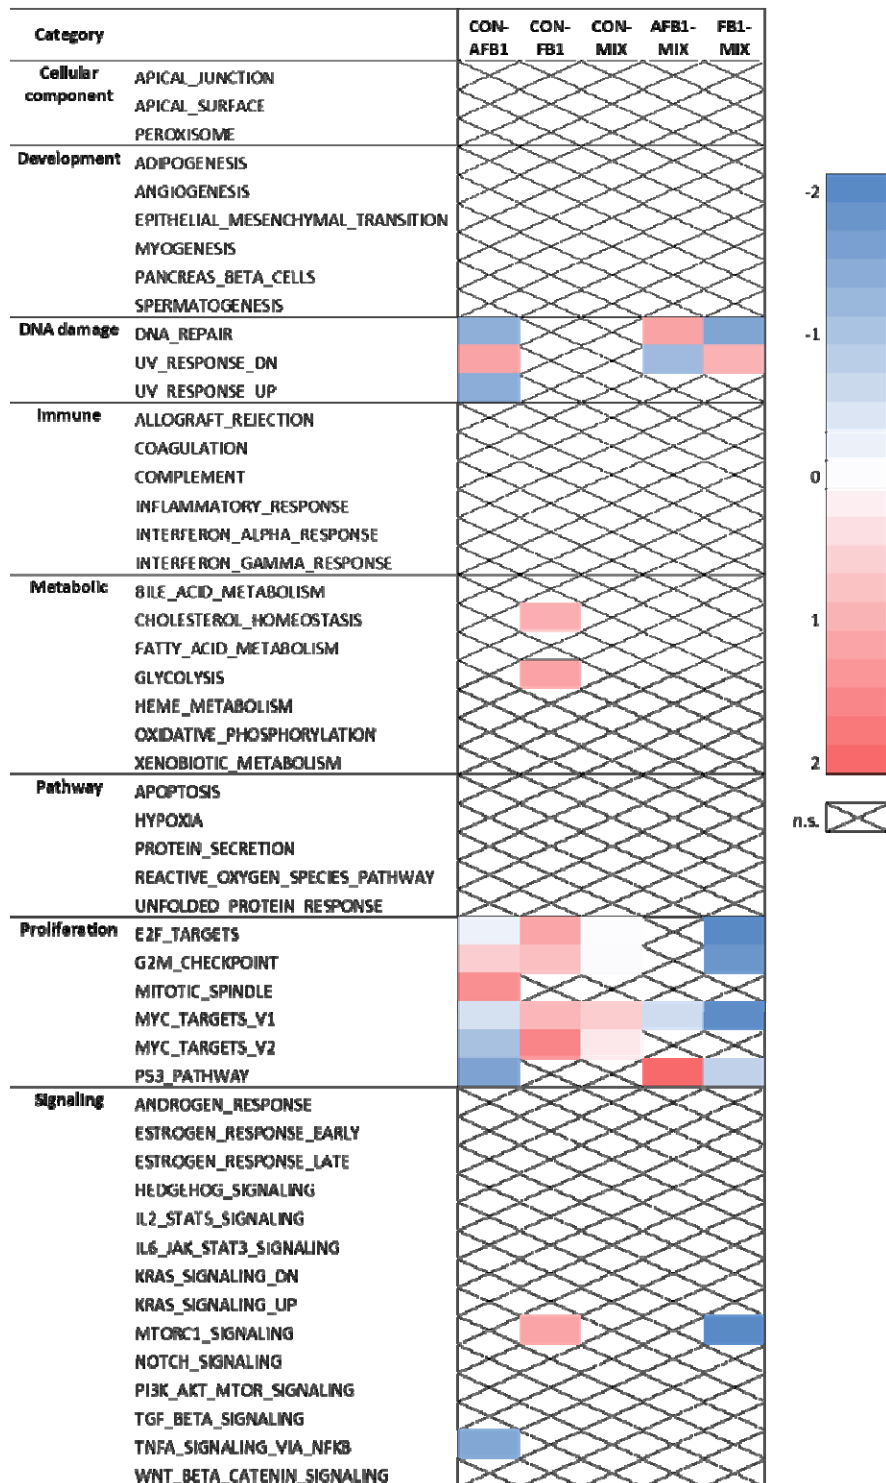 Category CON-AFB1 CON-FB1 CON-MIX AFB1-MIX FB1-MIX
Cellular component APICAL_JUNCTION
APICAL_SURFACE
PEROXISOME
Development ADIPOGENESIS
ANGIOGENESIS
EPITHELIAL_MESENCHYMAL_TRANSITION
MYOGENESIS
PANCREAS_BETA_CELLS
SPERMATOGENESIS
DNA damage DNA_REPAIR
UV_RESPONSE_DN
UV_RESPONSE_UP
Immune ALLOGRAFT_REJECTION
COAGULATION
COMPLEMENT
INFLAMMATORY_RESPONSE
INTERFERON_ALPHA_RESPONSE
INTERFERON_GAMMA_RESPONSE
Metabolic BILE_ACID_METABOLISM
CHOLESTEROL_HOMEOSTASIS
FATTY_ACID_METABOLISM
GLYCOLYSIS
HEME_METABOLISM
OXIDATIVE_PHOSPHORYLATION
XENOBIOTIC_METABOLISM
Pathway APOPTOSIS
HYPOXIA
PROTEIN_SECRETION
REACTIVE_OXYGEN_SPECIES_PATHWAY
UNFOLDED_PROTEIN_RESPONSE
Proliferation E2F_TARGETS
G2M_CHECKPOINT
MITOTIC_SPINDLE
MYC_TARGETS_V1
MYC_TARGETS_V2
P53_PATHWAY
Signaling ANDROGEN_RESPONSE
ESTROGEN_RESPONSE_EARLY
ESTROGEN_RESPONSE_LATE
HEDGEHOG_SIGNALING
IL2_STAT5_SIGNALING
IL6_JAK_STAT3_SIGNALING
KRAS_SIGNALING_DN
KRAS_SIGNALING_UP
MTORC1_SIGNALING
NOTCH_SIGNALING
PI3K_AKT_MTOR_SIGNALING
TGF_BETA_SIGNALING
TNFA_SIGNALING_VIA_NFKB
WNT_BETA_CATENIN_SIGNALING
-2
-1
0
1
2
n.s.